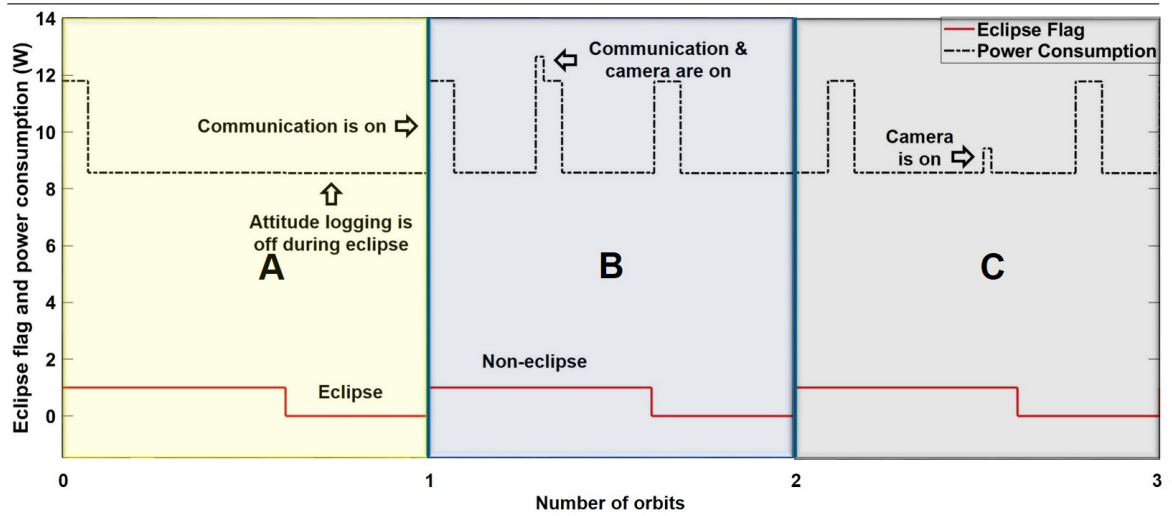 Eclipse flag and power consumption (W)
14
12
10
8
6
4
2
0
Eclipse Flag
Power Consumption
Communication &
camera are on
Communication is on
Camera
is on
Attitude logging is
off during eclipse
A
B
C
Non-eclipse
Eclipse
0
1
2
3
Number of orbits